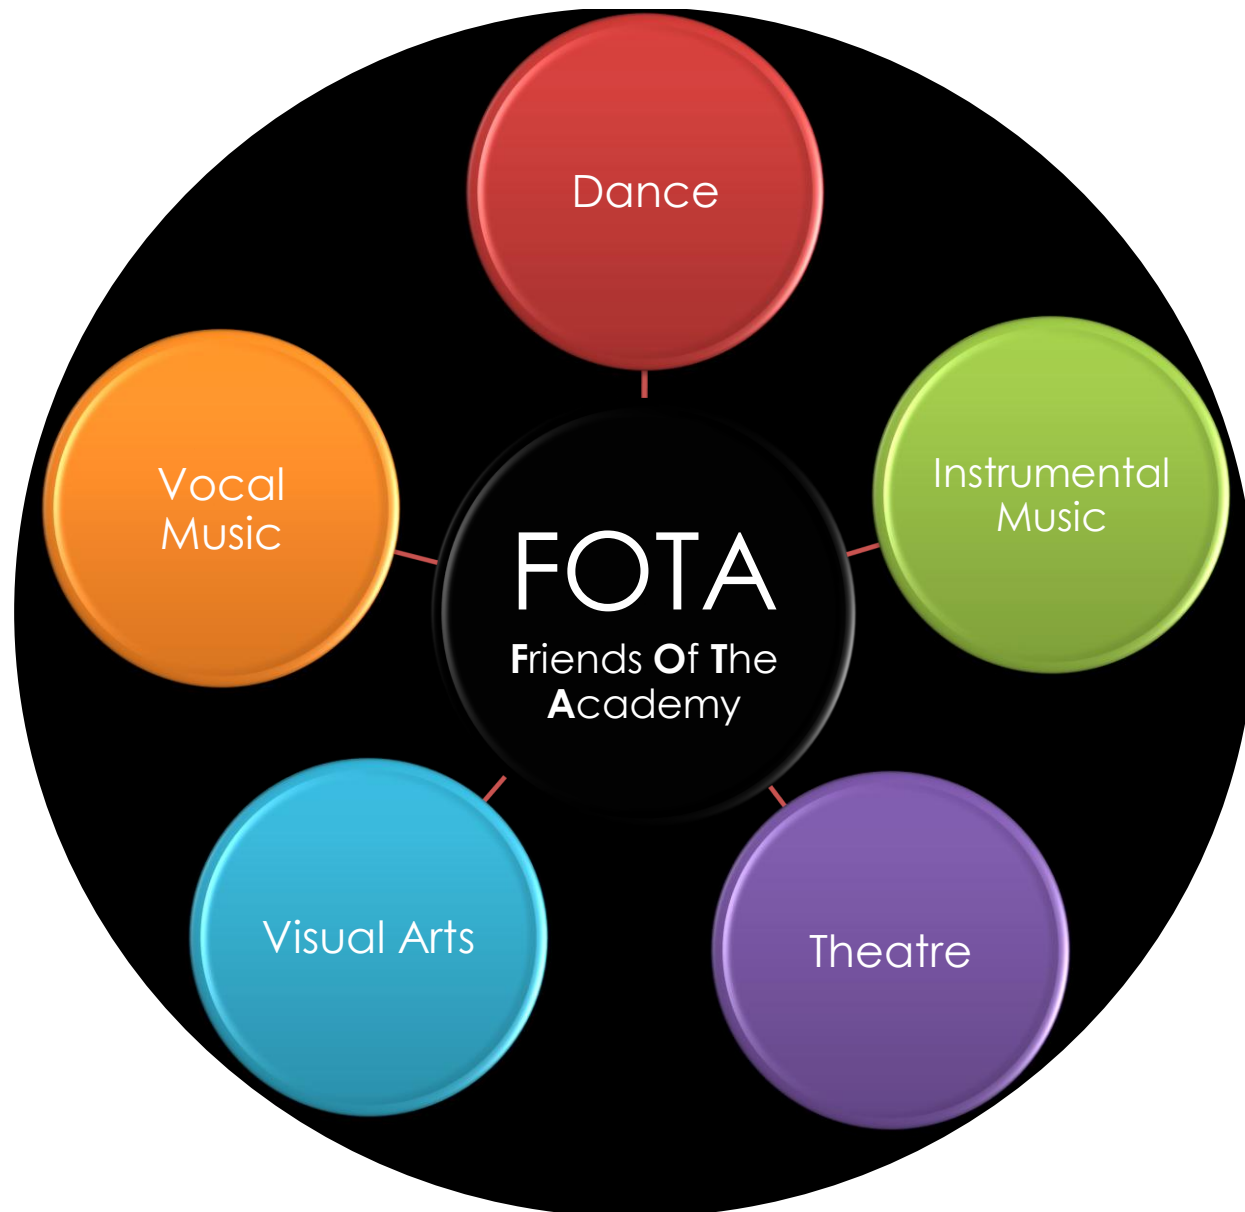 Dance
Vocal
Music
Instrumental
Music
FOTA
Friends Of The
Academy
Visual Arts
Theatre